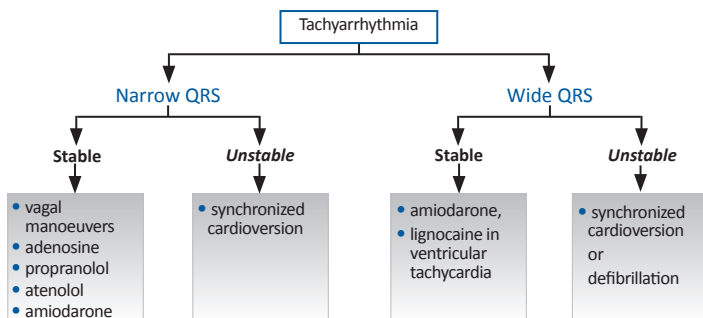 Tachyarrhythmia
Narrow QRS
Wide QRS
Stable
Unstable
Stable
Unstable
• vagal
manoeuvers
• adenosine
• propranolol
• atenolol
• amiodarone
• synchronized
cardioversion
• amiodarone,
• lignocaine in
ventricular
tachycardia
• synchronized
cardioversion
or
defibrillation